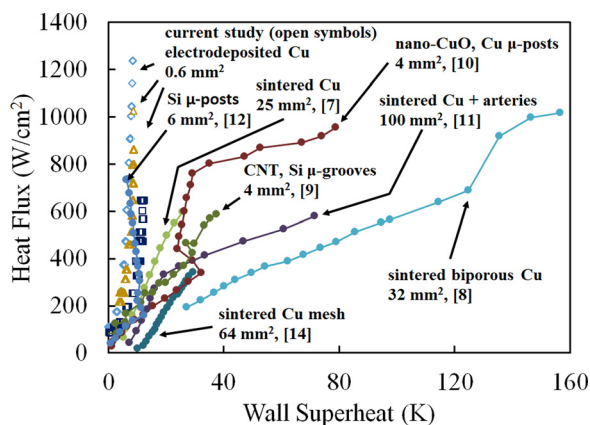 1400
1200
1000
800
600
400
200
0
Heat Flux (W/cm²)
0
40
80
120
160
Wall Superheat (K)
current study (open symbols)
electrodeposited Cu
0.6 mm²
Si μ-posts
6 mm², [12]
sintered Cu
25 mm², [7]
nano-CuO, Cu μ-posts
4 mm², [10]
sintered Cu + arteries
100 mm², [11]
CNT, Si μ-grooves
4 mm², [9]
sintered biporous Cu
32 mm², [8]
sintered Cu mesh
64 mm², [14]